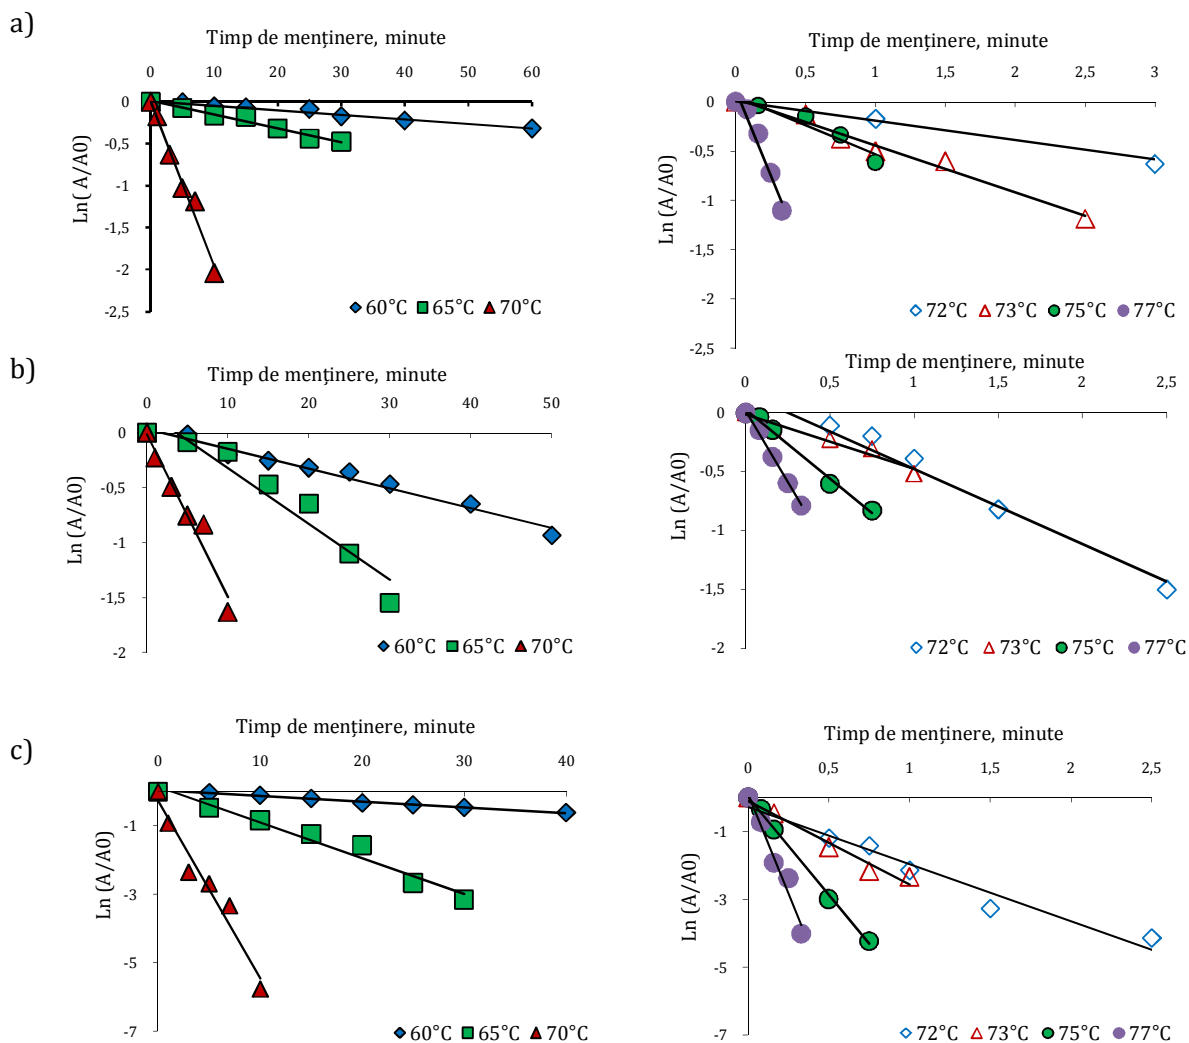 a)
Timp de menținere, minute
0 10 20 30 40 50 60
0
-0,5
-1
-1,5
-2
-2,5
Ln( A/A0)
60°C 65°C 70°C
Timp de menținere, minute
0 0,5 1 1,5 2 2,5 3
0
-0,5
-1
-1,5
-2
-2,5
Ln (A/A0)
72°C 73°C 75°C 77°C
b)
Timp de menținere, minute
0 10 20 30 40 50
0
-0,5
-1
-1,5
-2
Ln (A/A0)
60°C 65°C 70°C
Timp de menținere, minute
0 0,5 1 1,5 2 2,5
0
-0,5
-1
-1,5
-2
Ln (A/A0)
72°C 73°C 75°C 77°C
c)
Timp de menținere, minute
0 10 20 30 40
-1
-3
-5
-7
Ln (A/A0)
60°C 65°C 70°C
Timp de menținere, minute
0 0,5 1 1,5 2 2,5
-1
-3
-5
-7
Ln (A/A0)
72°C 73°C 75°C 77°C